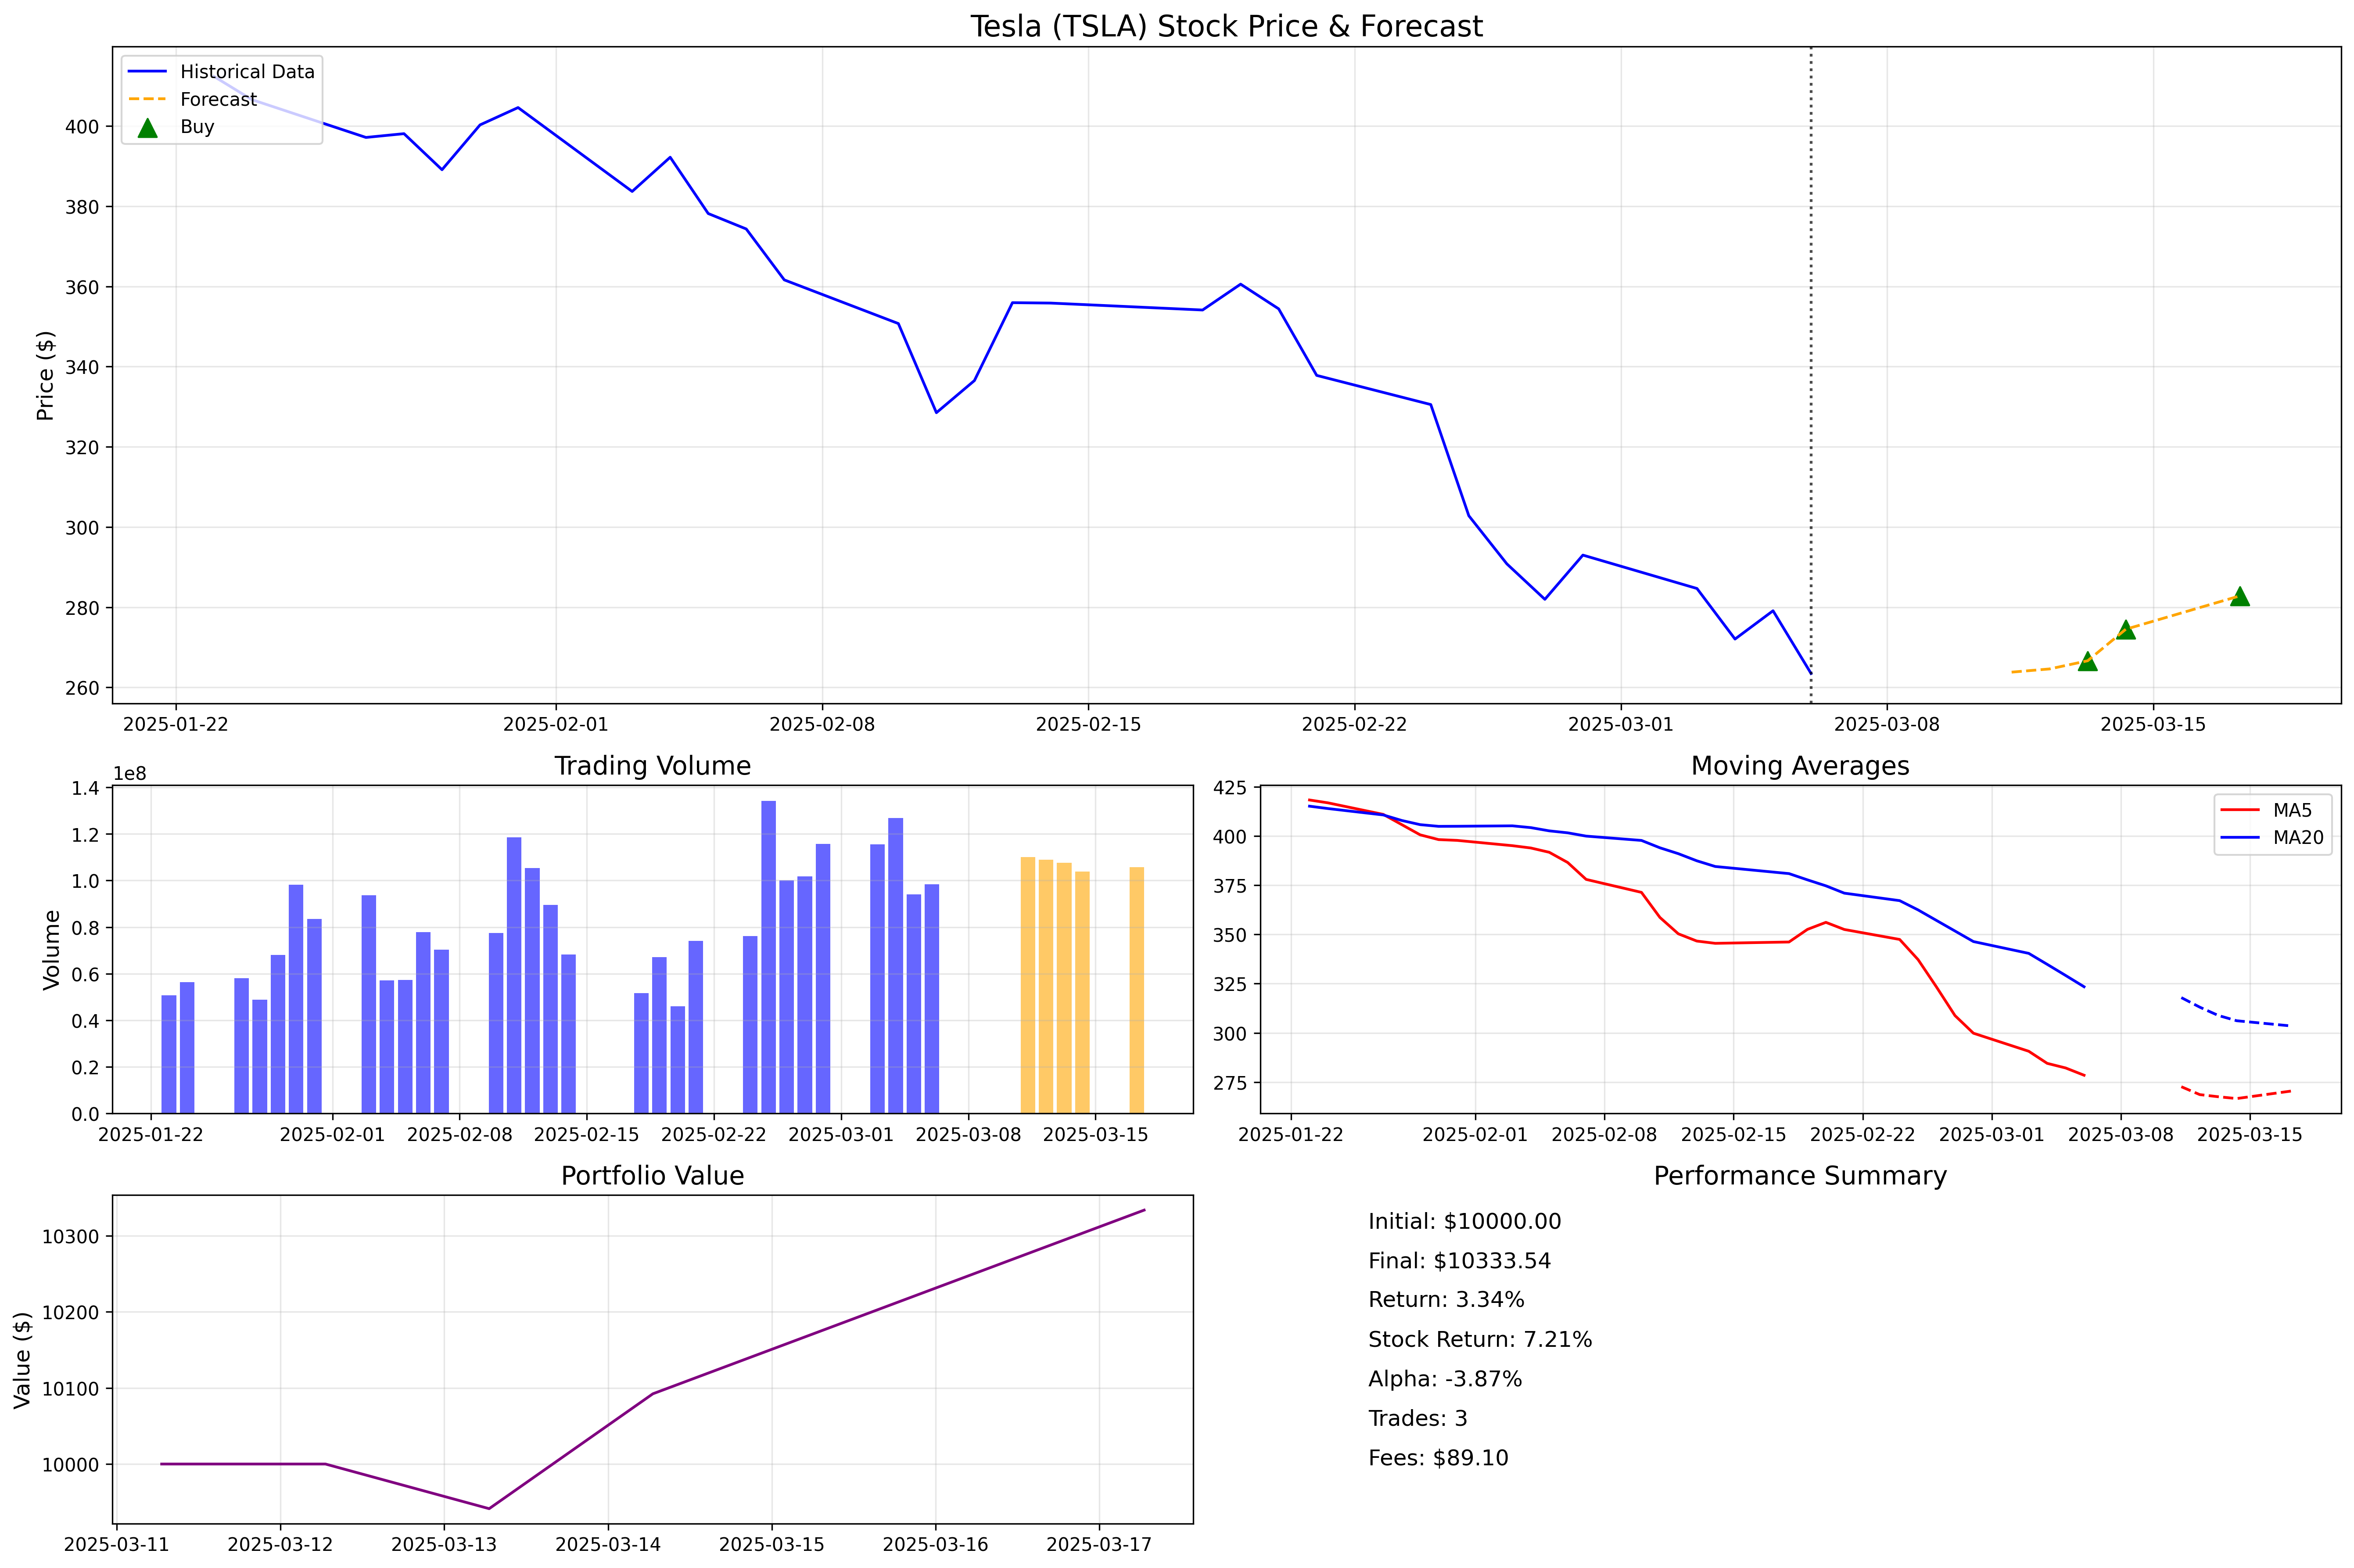 Tesla (TSLA) Stock Price & Forecast
Historical Data
Forecast
Buy
Price ($)
400
380
360
340
320
300
280
260
2025-01-22 2025-02-01 2025-02-08 2025-02-15 2025-02-22 2025-03-01 2025-03-08 2025-03-15
Trading Volume
1e8
Volume
1.4
1.2
1.0
0.8
0.6
0.4
0.2
0.0
2025-01-22 2025-02-01 2025-02-08 2025-02-15 2025-02-22 2025-03-01 2025-03-08 2025-03-15
Moving Averages
MA5
MA20
425
400
375
350
325
300
275
2025-01-22 2025-02-01 2025-02-08 2025-02-15 2025-02-22 2025-03-01 2025-03-08 2025-03-15
Portfolio Value
Value ($)
10300
10200
10100
10000
2025-03-11 2025-03-12 2025-03-13 2025-03-14 2025-03-15 2025-03-16 2025-03-17
Performance Summary
Initial: $10000.00
Final: $10333.54
Return: 3.34%
Stock Return: 7.21%
Alpha: -3.87%
Trades: 3
Fees: $89.10